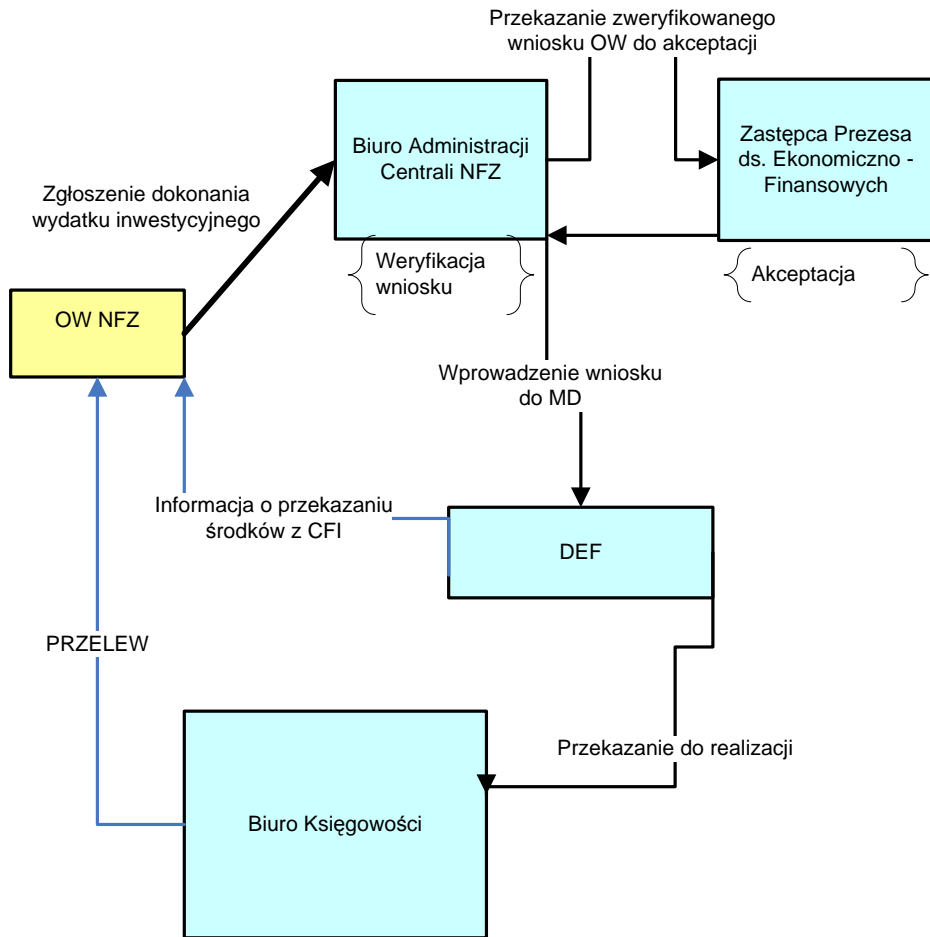 Przekazanie zweryfikowanego
wniosku OW do akceptacji
Biuro Administracji
Centrali NFZ
Zastępca Prezesa
ds. Ekonomiczno -
Finansowych
Zgłoszenie dokonania
wydatku inwestycyjnego
Weryfikacja
wniosku
Akceptacja
OW NFZ
Wprowadzenie wniosku
do MD
Informacja o przekazaniu
środków z CFI
DEF
PRZELEW
Przekazanie do realizacji
Biuro Księgowości